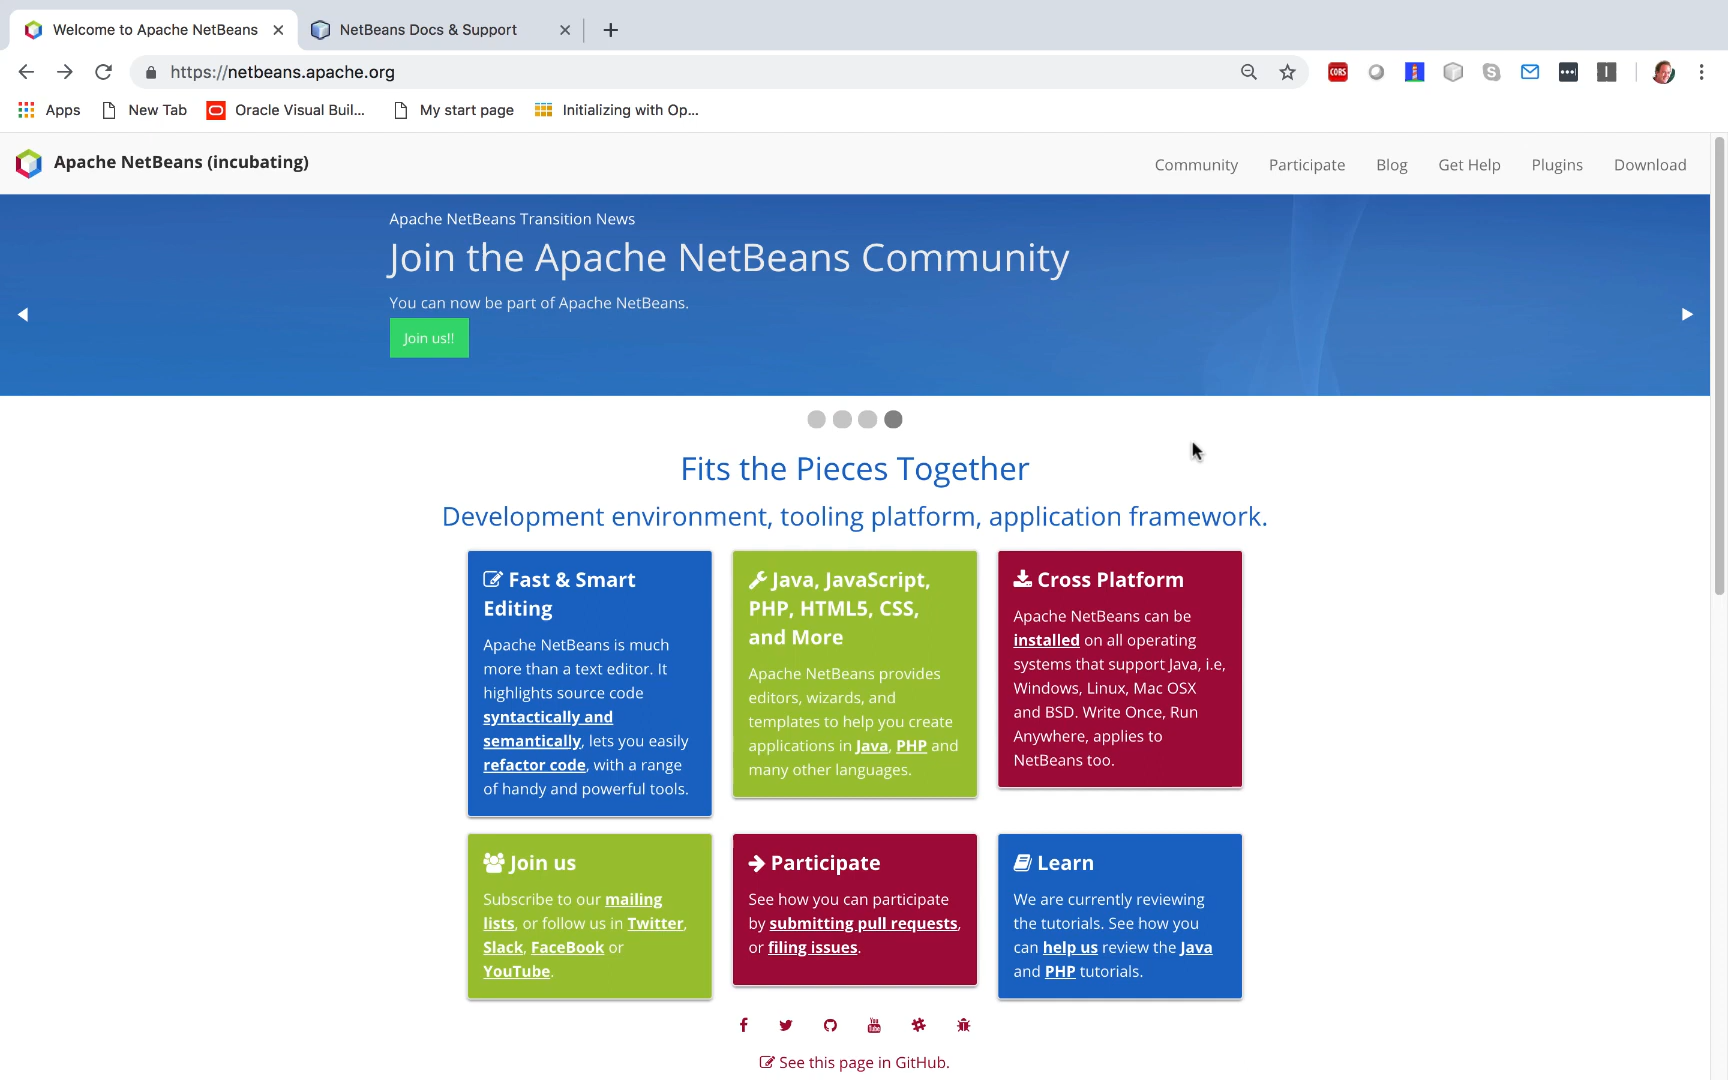 Welcome to Apache NetBeans
NetBeans Docs & Support
https://netbeans.apache.org
CORS
Apps
New Tab
Oracle Visual Buil...
My start page
Initializing with Op...
Apache NetBeans (incubating)
Community
Participate
Blog
Get Help
Plugins
Download
Apache NetBeans Transition News
Join the Apache NetBeans Community
You can now be part of Apache NetBeans.
Join us!!
Fits the Pieces Together
Development environment, tooling platform, application framework.
Fast & Smart
Editing
Apache NetBeans is much
more than a text editor. It
highlights source code
syntactically and
semantically, lets you easily
refactor code, with a range
of handy and powerful tools.
Java, JavaScript,
PHP, HTML5, CSS,
and More
Apache NetBeans provides
editors, wizards, and
templates to help you create
applications in Java, PHP and
many other languages.
Cross Platform
Apache NetBeans can be
installed on all operating
systems that support Java, i.e,
Windows, Linux, Mac OSX
and BSD. Write Once, Run
Anywhere, applies to
NetBeans too.
Join us
Subscribe to our mailing
lists, or follow us in Twitter,
Slack, FaceBook or
YouTube.
Participate
See how you can participate
by submitting pull requests,
or filing issues.
Learn
We are currently reviewing
the tutorials. See how you
can help us review the Java
and PHP tutorials.
You
Tube
See this page in GitHub.